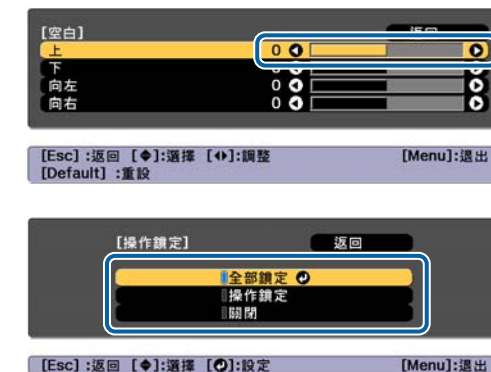 [空白] 返回
上 0
下 0
向左 0
向右 0
[Esc] :返回 [◆]:選擇 [◀▶]:調整 [Menu]:退出
[Default] :重設
[操作鎖定] 返回
全部鎖定
操作鎖定
關閉
[Esc] :返回 [◆]:選擇 [↵]:設定 [Menu]:退出